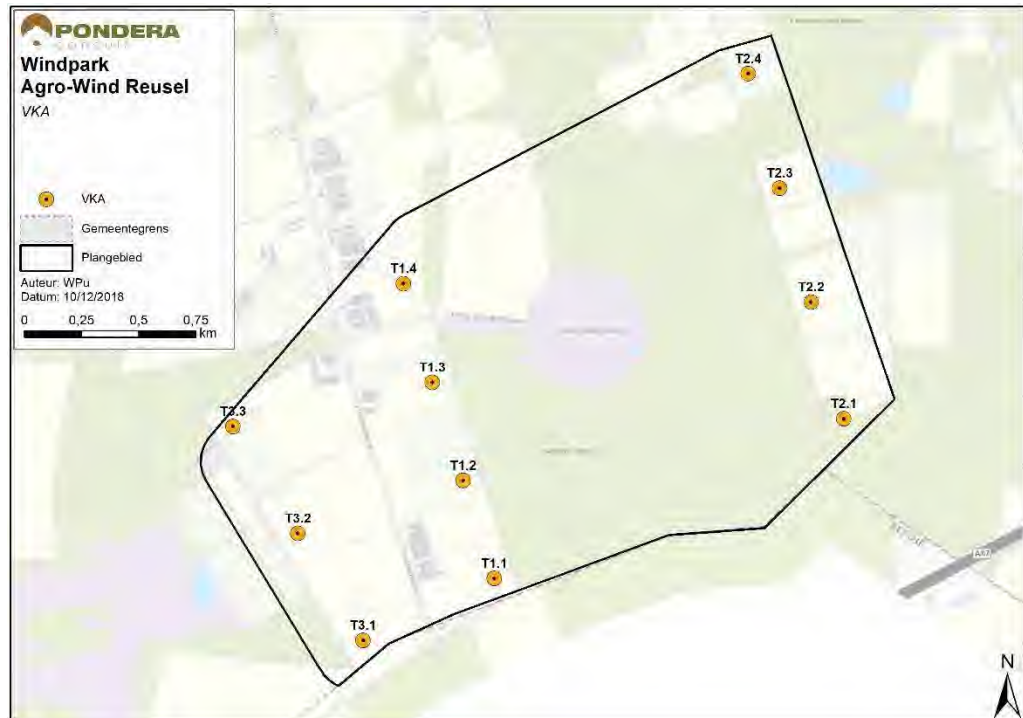 PONDERA
consult
Windpark
Agro-Wind Reusel
VKA
VKA
Gemeentegrens
Plangebied
Auteur: WPu
Datum: 10/12/2018
0 0,25 0,5 0,75
km
T2.4
T2.3
T1.4
T2.2
T1.3
T3.3
T2.1
T1.2
T3.2
T1.1
A67
T3.1
N